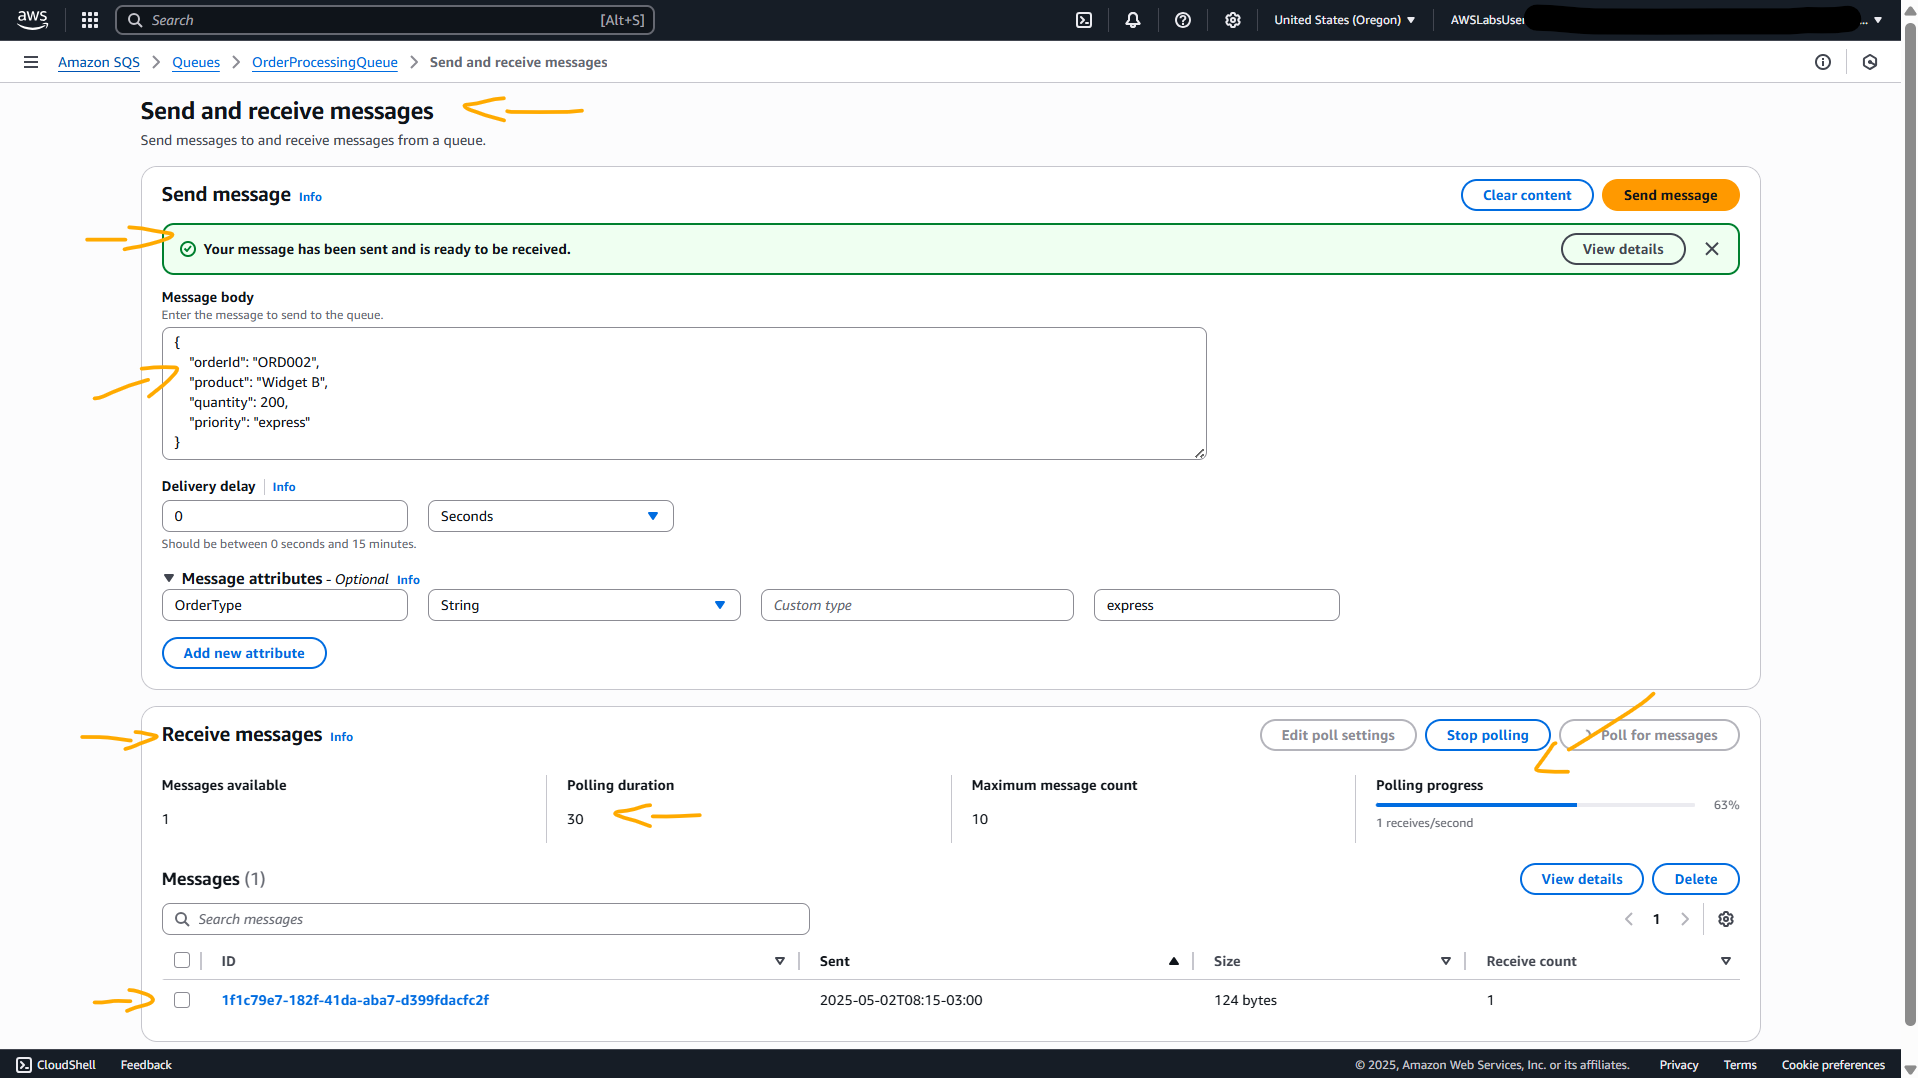 aws
Search [Alt+S] United States (Oregon) AWSLabsUser ...
Amazon SQS Queues OrderProcessingQueue Send and receive messages
Send and receive messages
Send messages to and receive messages from a queue.
Send message Info Clear content Send message
Your message has been sent and is ready to be received. View details
Message body
Enter the message to send to the queue.
{
"orderId": "ORD002",
"product": "Widget B",
"quantity": 200,
"priority": "express"
}
Delivery delay Info
0 Seconds
Should be between 0 seconds and 15 minutes.
Message attributes - Optional Info
OrderType String Custom type express
Add new attribute
Receive messages Info Edit poll settings Stop polling Poll for messages
Messages available Polling duration Maximum message count Polling progress
1 30 10 63%
1 receives/second
Messages (1) View details Delete
Search messages 1
ID Sent Size Receive count
1f1c79e7-182f-41da-aba7-d399fdacfc2f 2025-05-02T08:15-03:00 124 bytes 1
CloudShell Feedback © 2025, Amazon Web Services, Inc. or its affiliates. Privacy Terms Cookie preferences